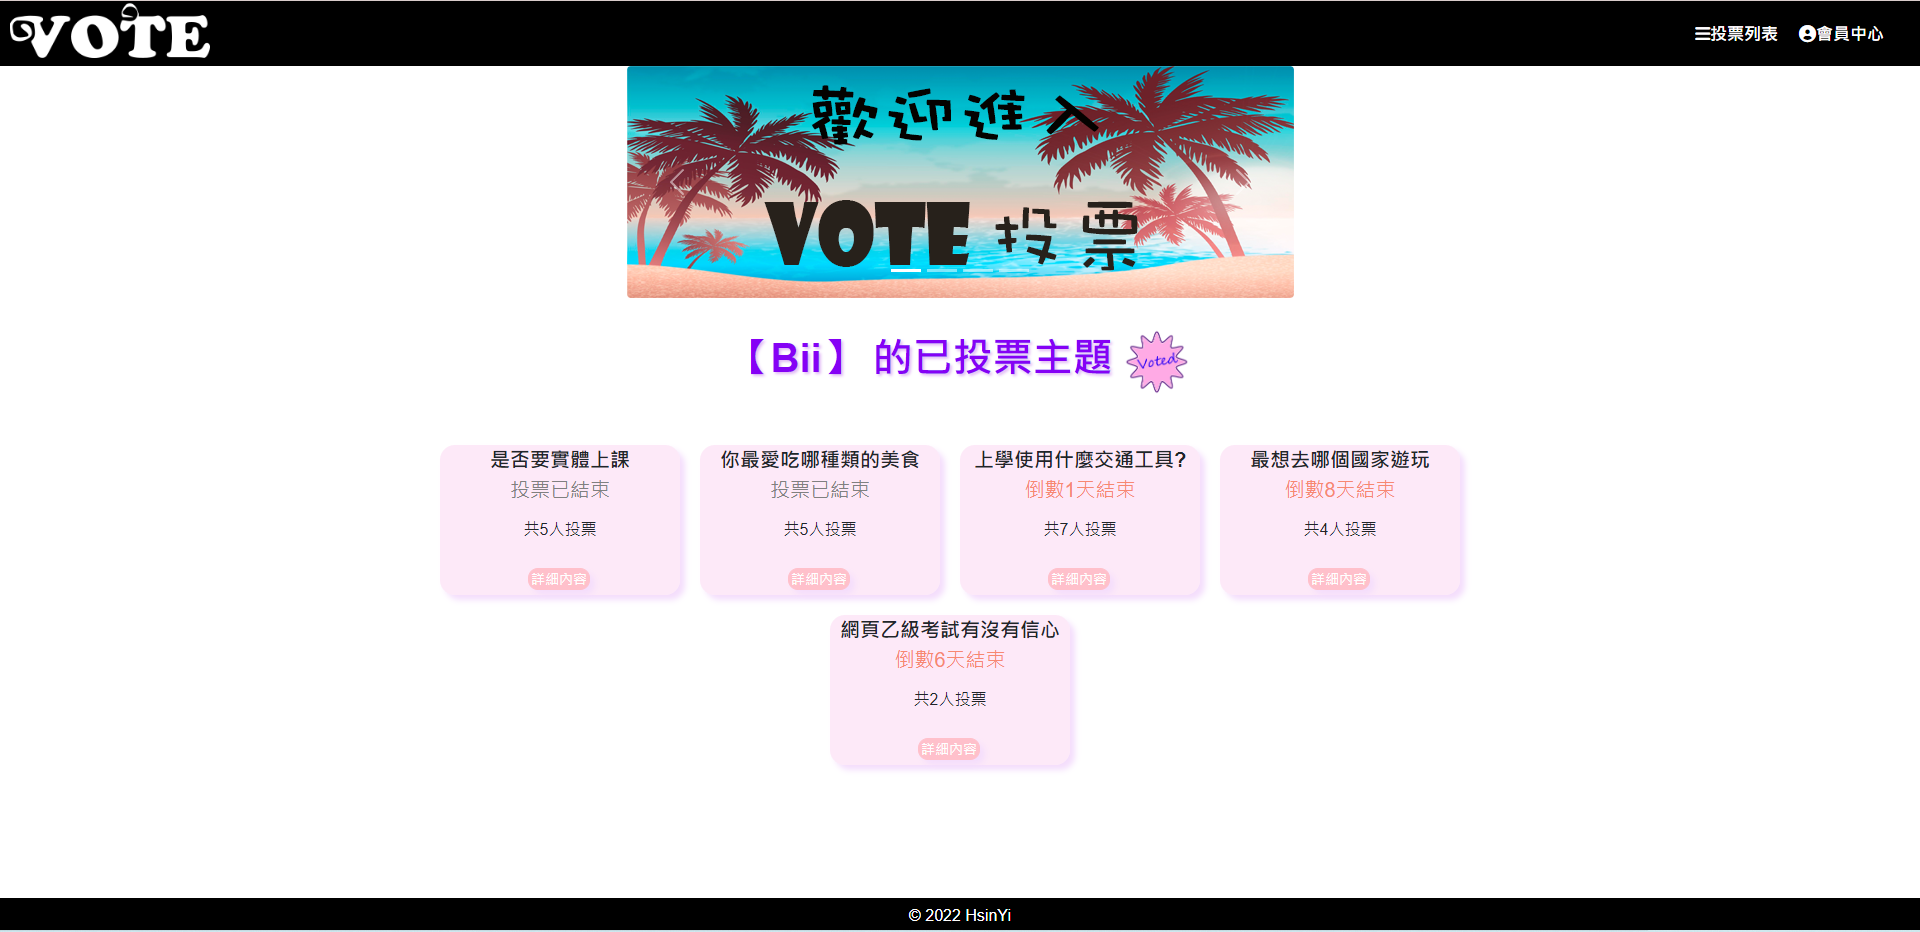 VOTE
投票列表 會員中心
歡迎進入
VOTE 投票
【Bii】 的已投票主題 Voted
是否要實體上課
投票已結束
共5人投票
詳細內容
你最愛吃哪種類的美食
投票已結束
共5人投票
詳細內容
上學使用什麼交通工具?
倒數1天結束
共7人投票
詳細內容
最想去哪個國家遊玩
倒數8天結束
共4人投票
詳細內容
網頁乙級考試有沒有信心
倒數6天結束
共2人投票
詳細內容
© 2022 HsinYi